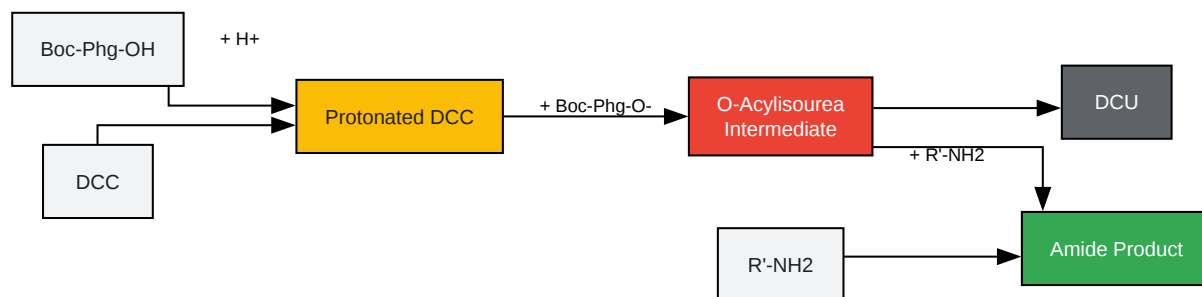 Boc-Phg-OH
+ H+
DCC
Protonated DCC
+ Boc-Phg-O-
O-Acylisourea
Intermediate
DCU
+ R'-NH2
R'-NH2
Amide Product